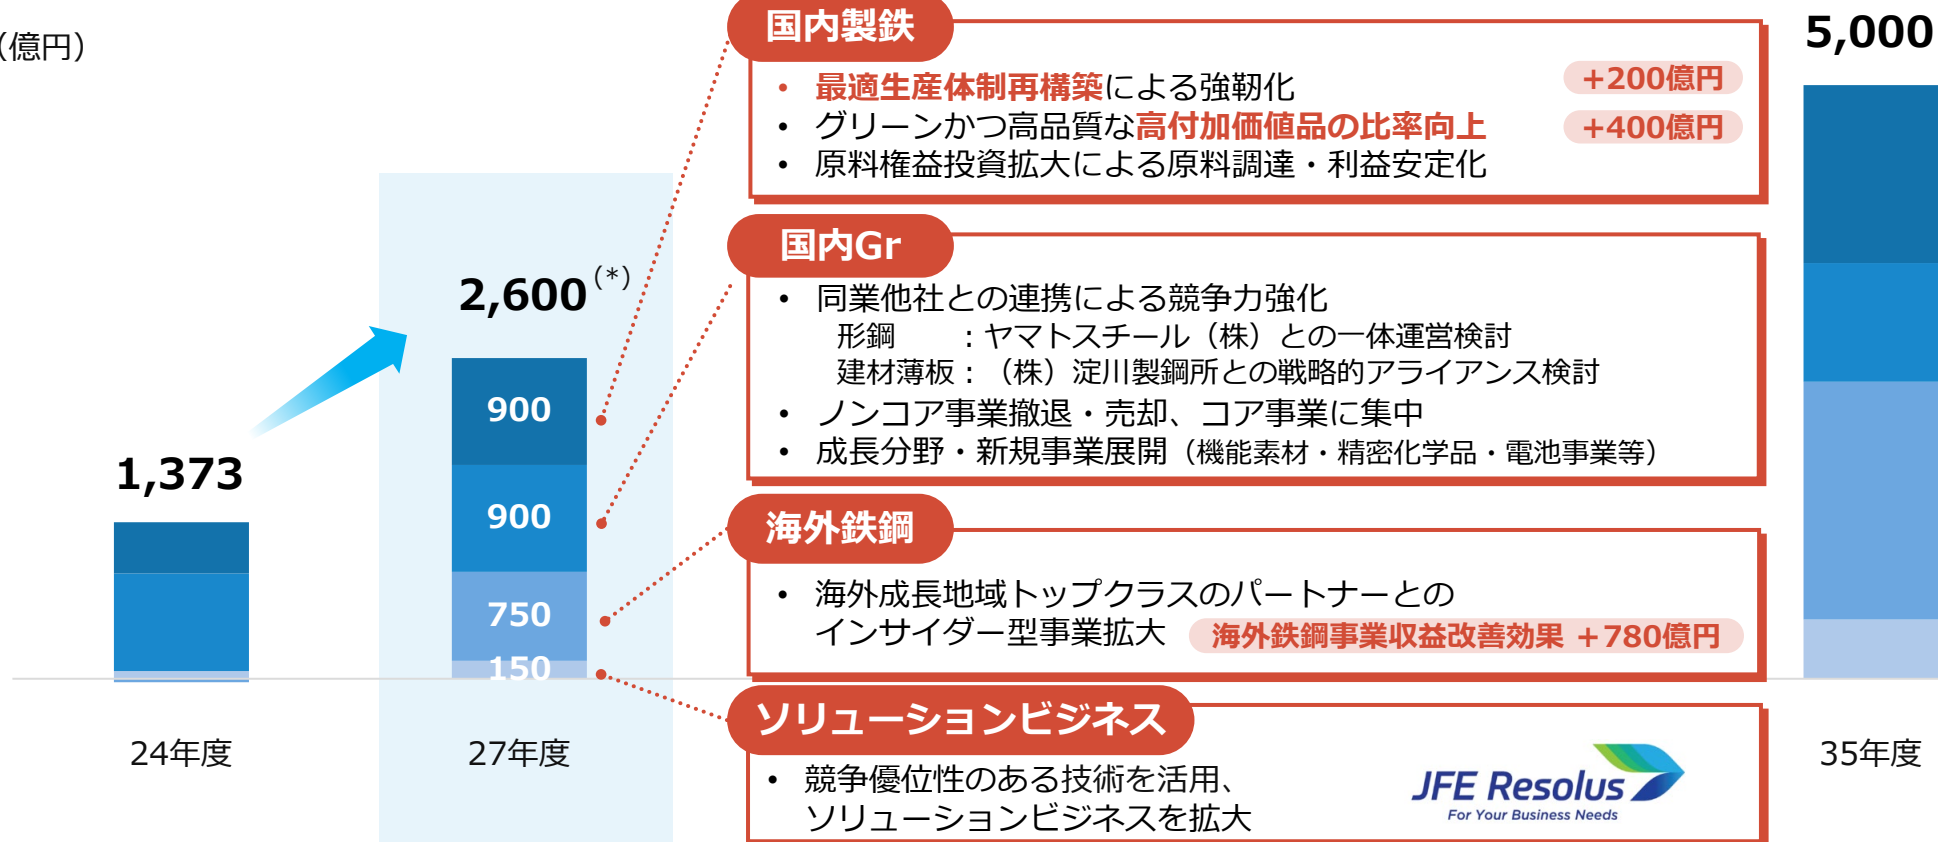 （億円）
1,373
24年度
2,600（*）
900
900
750
150
27年度
国内製鉄
• 最適生産体制再構築による強靭化 +200億円
• グリーンかつ高品質な高付加価値品の比率向上 +400億円
• 原料権益投資拡大による原料調達・利益安定化
国内Gr
• 同業他社との連携による競争力強化
形鋼　　：ヤマトスチール（株）との一体運営検討
建材薄板：（株）淀川製鋼所との戦略的アライアンス検討
• ノンコア事業撤退・売却、コア事業に集中
• 成長分野・新規事業展開（機能素材・精密化学品・電池事業等）
海外鉄鋼
• 海外成長地域トップクラスのパートナーとの
インサイダー型事業拡大 海外鉄鋼事業収益改善効果 +780億円
ソリューションビジネス
• 競争優位性のある技術を活用、
ソリューションビジネスを拡大
JFE Resolus
For Your Business Needs
5,000
35年度